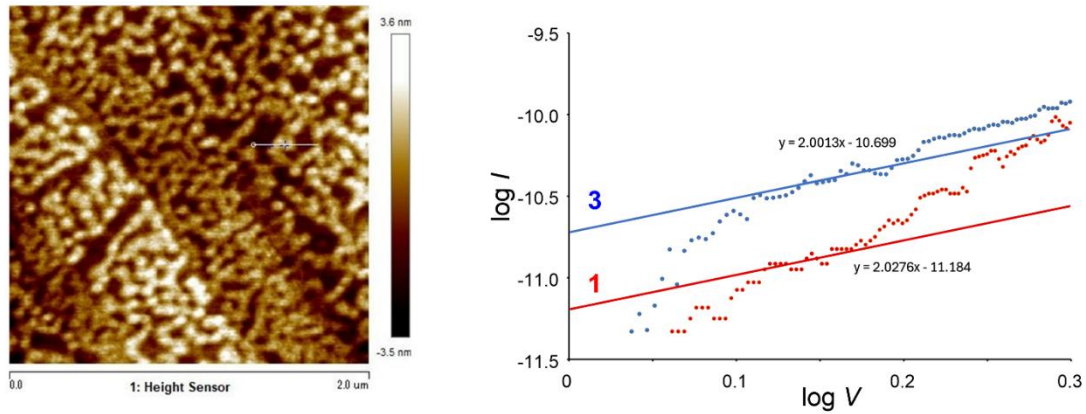 3.6 nm
-3.5 nm
0.0
2.0 um
1: Height Sensor
-9.5
-10.0
-10.5
-11.0
-11.5
log I
y = 2.0013x - 10.699
3
1
y = 2.0276x - 11.184
0
0.1
0.2
0.3
log V